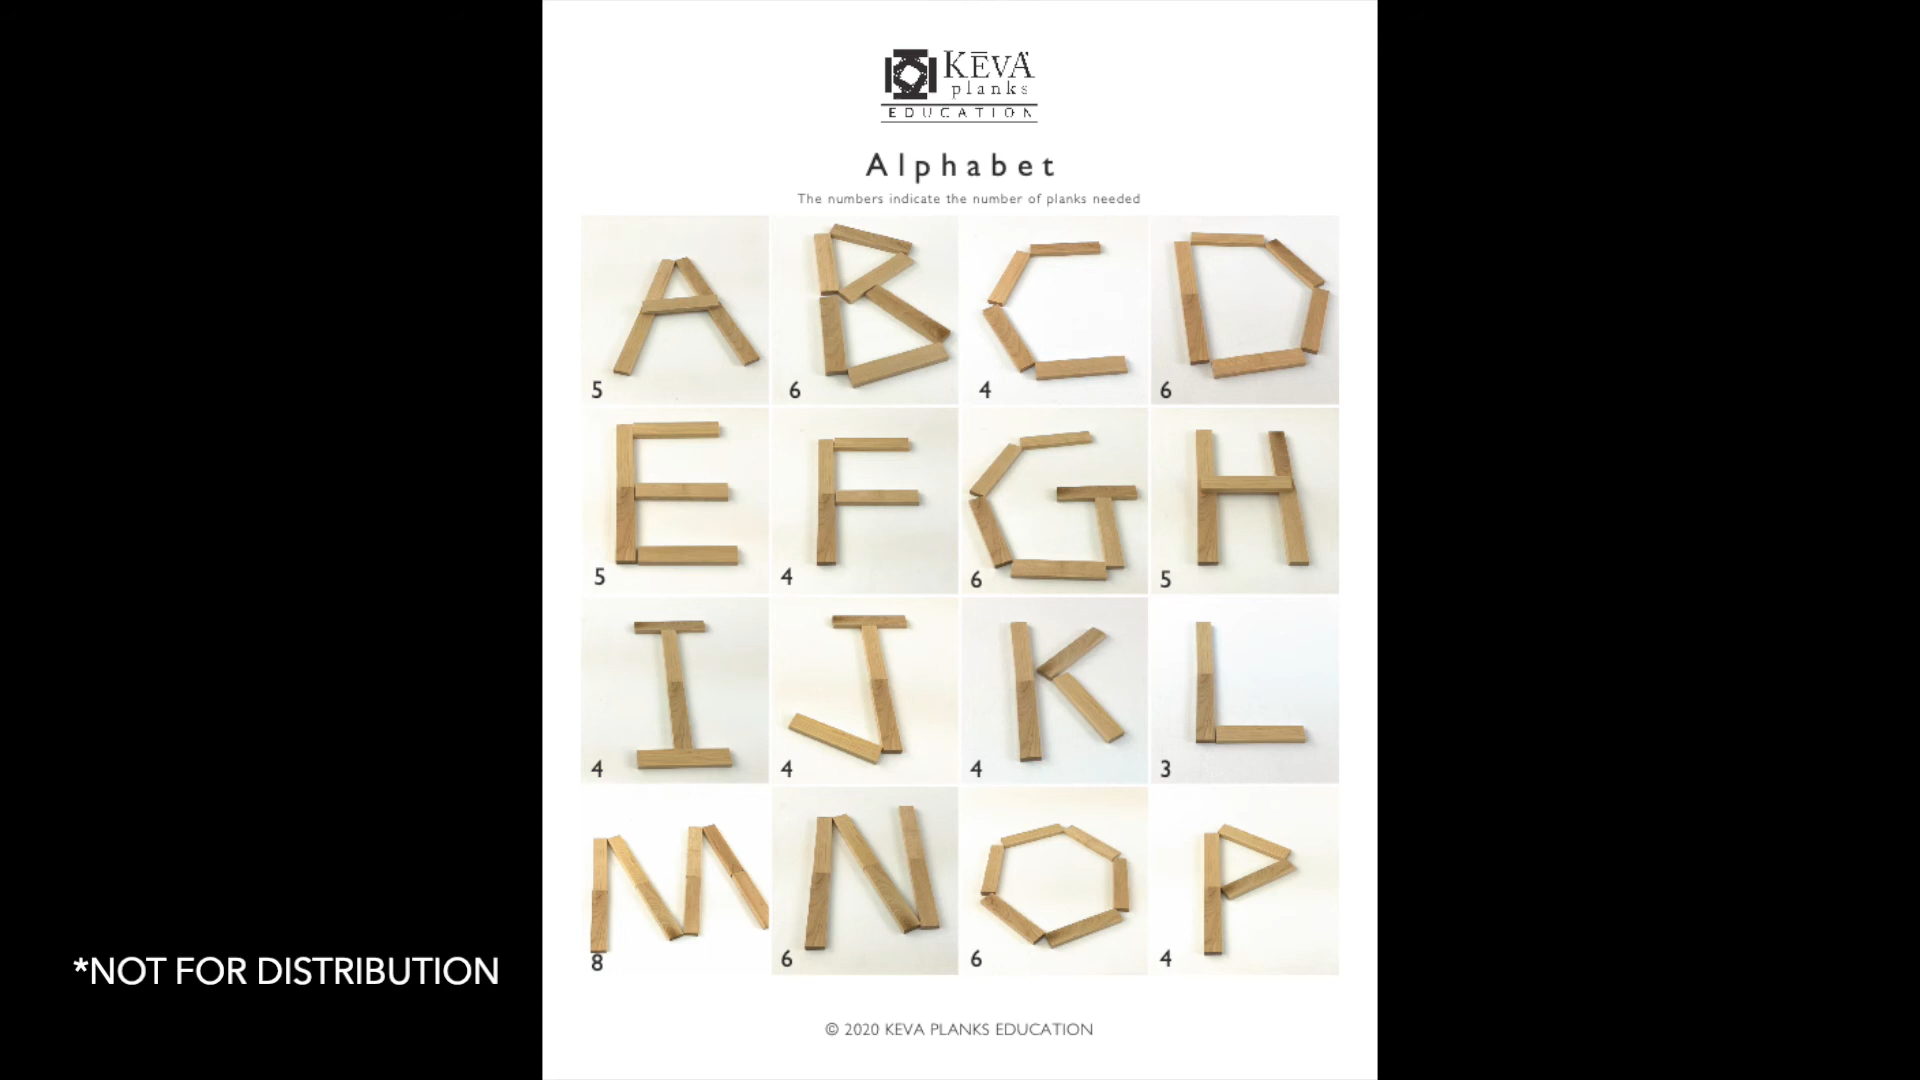 KEVA
planks
EDUCATION
Alphabet
The numbers indicate the number of planks needed
5
6
4
6
5
4
6
5
4
4
4
3
8
6
6
4
*NOT FOR DISTRIBUTION
© 2020 KEVA PLANKS EDUCATION